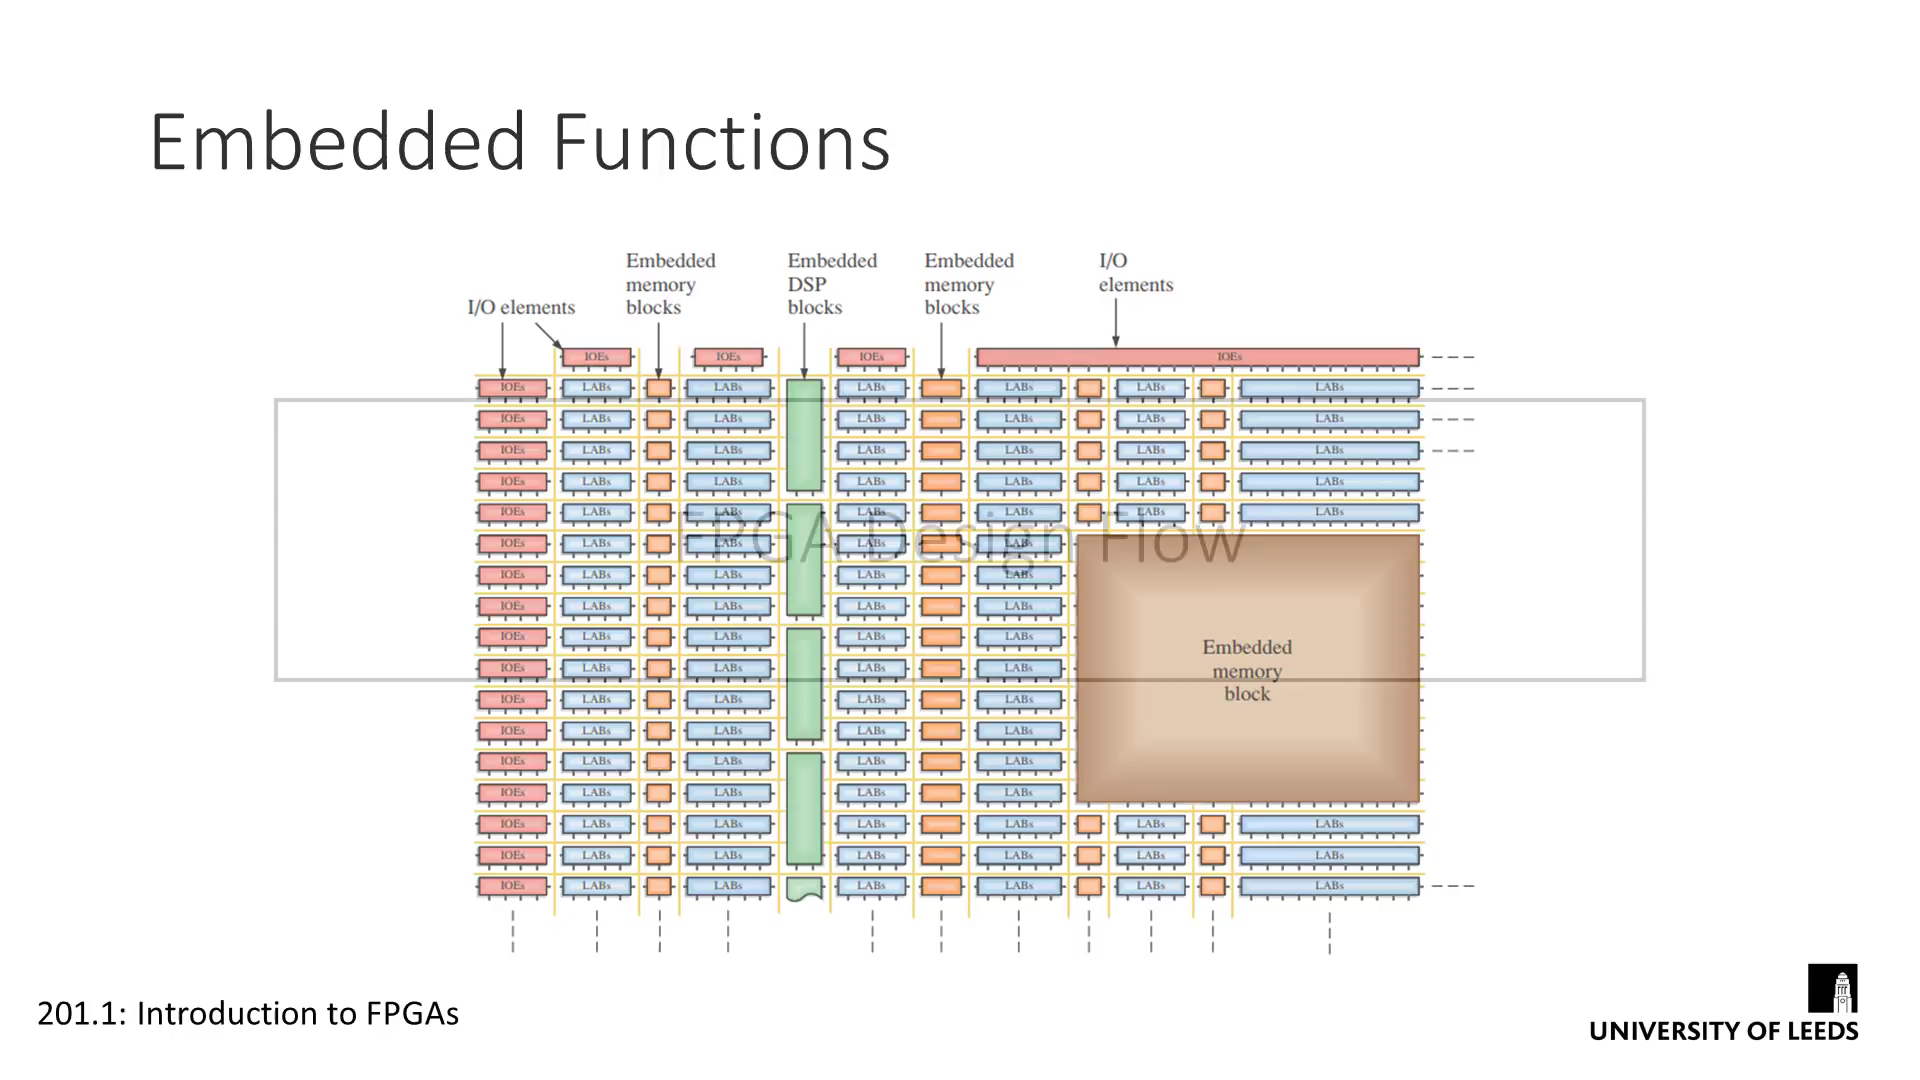 Embedded Functions
Embedded memory blocks
Embedded DSP blocks
Embedded memory blocks
I/O elements
I/O elements
IOEs IOEs IOEs IOEs
IOEs LABs LABs LABs LABs LABs LABs
IOEs LABs LABs LABs LABs LABs LABs
IOEs LABs LABs LABs LABs LABs LABs
IOEs LABs LABs LABs LABs LABs LABs
IOEs LABs LABs LABs LABs LABs LABs
FPGA Design Flow
IOEs LABs LABs LABs LABs
IOEs LABs LABs LABs LABs
IOEs LABs LABs LABs LABs
IOEs LABs LABs LABs LABs
IOEs LABs LABs LABs LABs
IOEs LABs LABs LABs LABs
IOEs LABs LABs LABs LABs
IOEs LABs LABs LABs LABs
IOEs LABs LABs LABs LABs
Embedded
memory
block
IOEs LABs LABs LABs LABs LABs LABs
IOEs LABs LABs LABs LABs LABs LABs
IOEs LABs LABs LABs LABs LABs LABs
201.1: Introduction to FPGAs
UNIVERSITY OF LEEDS